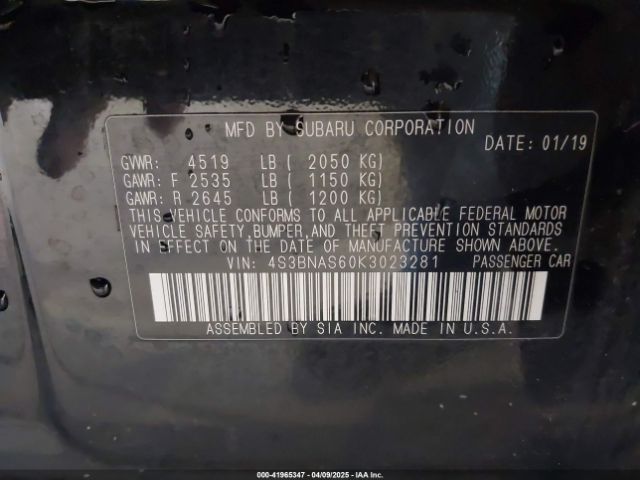 MFD BY SUBARU CORPORATION
DATE: 01/19
GVWR: 4519 LB ( 2050 KG)
GAWR: F 2535 LB ( 1150 KG)
GAWR: R 2645 LB ( 1200 KG)
THIS VEHICLE CONFORMS TO ALL APPLICABLE FEDERAL MOTOR
VEHICLE SAFETY, BUMPER, AND THEFT PREVENTION STANDARDS
IN EFFECT ON THE DATE OF MANUFACTURE SHOWN ABOVE.
VIN: 4S3BNAS60K3023281 PASSENGER CAR
ASSEMBLED BY SIA INC. MADE IN U.S.A.
000-41965347 | 04/09/2025 | IAAI.COM